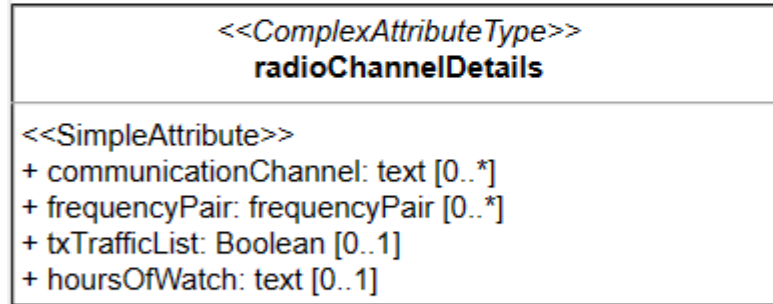 <<ComplexAttributeType>>
radioChannelDetails
<<SimpleAttribute>>
+ communicationChannel: text [0..*]
+ frequencyPair: frequencyPair [0..*]
+ txTrafficList: Boolean [0..1]
+ hoursOfWatch: text [0..1]